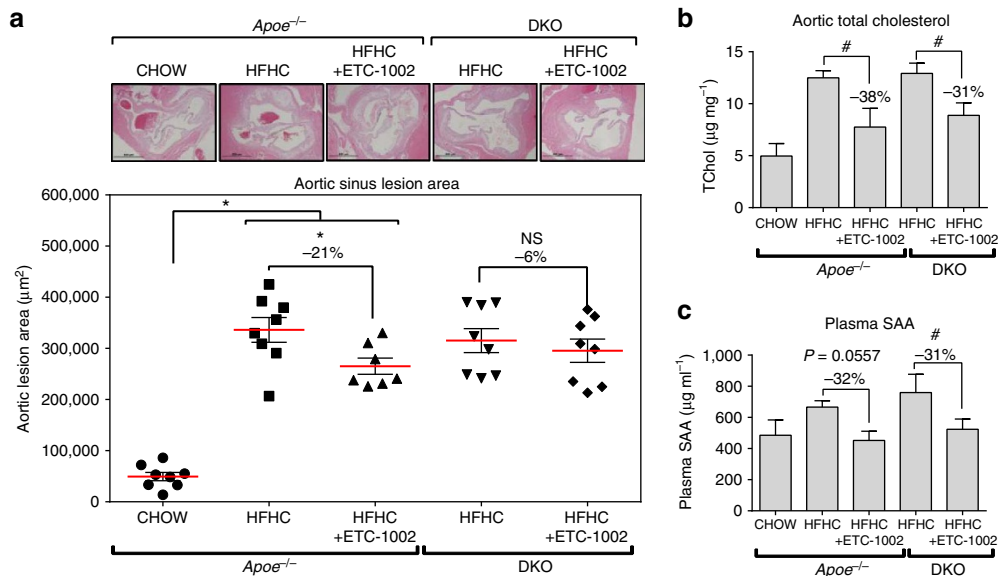 a
Apoe–/–
DKO
CHOW
HFHC
HFHC
+ETC-1002
HFHC
HFHC
+ETC-1002
Aortic sinus lesion area
Aortic lesion area (μm2)
600,000
500,000
400,000
300,000
200,000
100,000
0
*
*
–21%
NS
–6%
CHOW
HFHC
HFHC
+ETC-1002
HFHC
HFHC
+ETC-1002
Apoe–/–
DKO
b
Aortic total cholesterol
TChol (μg mg–1)
15
10
5
0
#
–38%
#
–31%
CHOW
HFHC
HFHC
+ETC-1002
HFHC
HFHC
+ETC-1002
Apoe–/–
DKO
c
Plasma SAA
Plasma SAA (μg ml–1)
1,000
800
600
400
200
0
P = 0.0557
–32%
#
–31%
CHOW
HFHC
HFHC
+ETC-1002
HFHC
HFHC
+ETC-1002
Apoe–/–
DKO